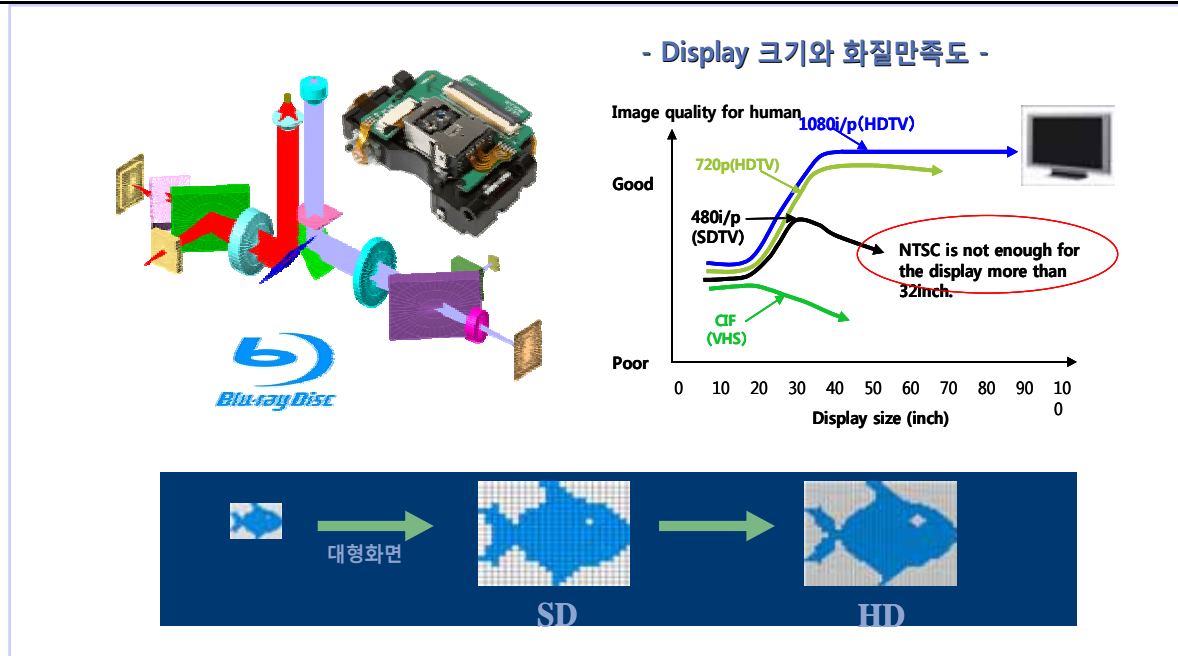 - Display 크기와 화질만족도 -
Image quality for human
1080i/p(HDTV)
720p(HDTV)
Good
480i/p
(SDTV)
NTSC is not enough for
the display more than
32inch.
CIF
(VHS)
Poor
0 10 20 30 40 50 60 70 80 90 10
0
Display size (inch)
Blu-ray Disc
대형화면
SD
HD